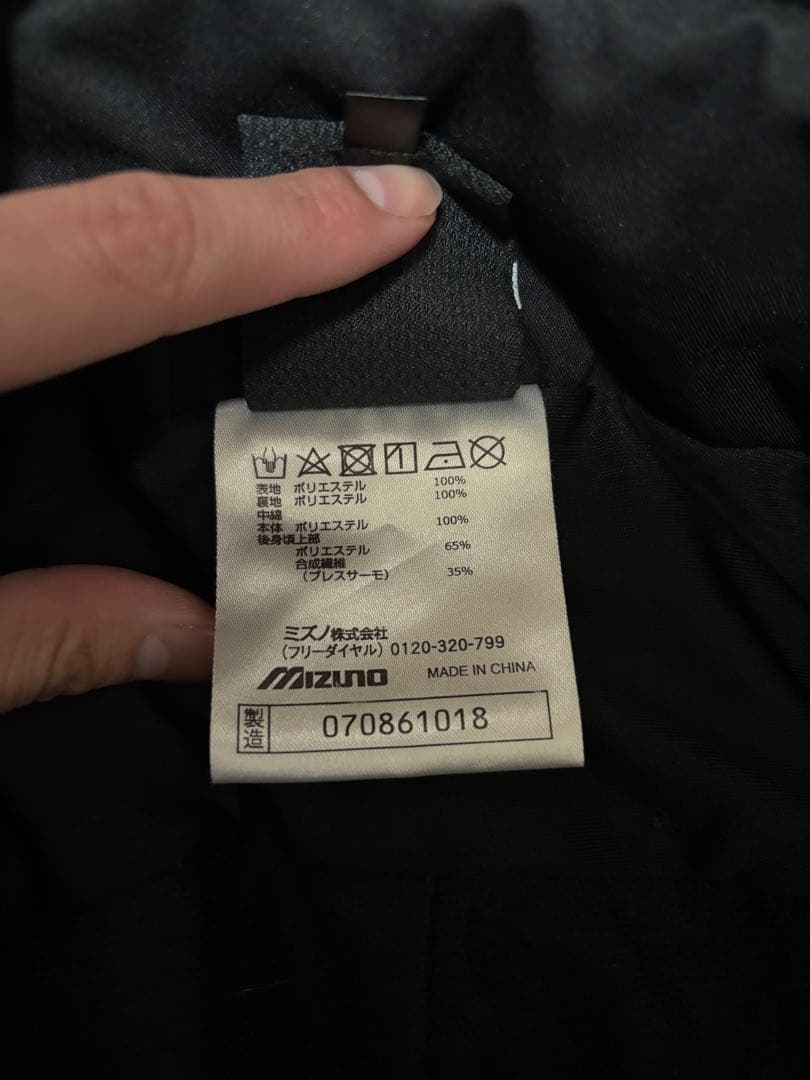 表地 ポリエステル 100%
裏地 ポリエステル 100%
中綿
本体 ポリエステル 100%
後身頃上部
ポリエステル 65%
合成繊維
（ブレスサーモ） 35%
ミズノ株式会社
（フリーダイヤル）0120-320-799
MIZUNO MADE IN CHINA
製造 070861018